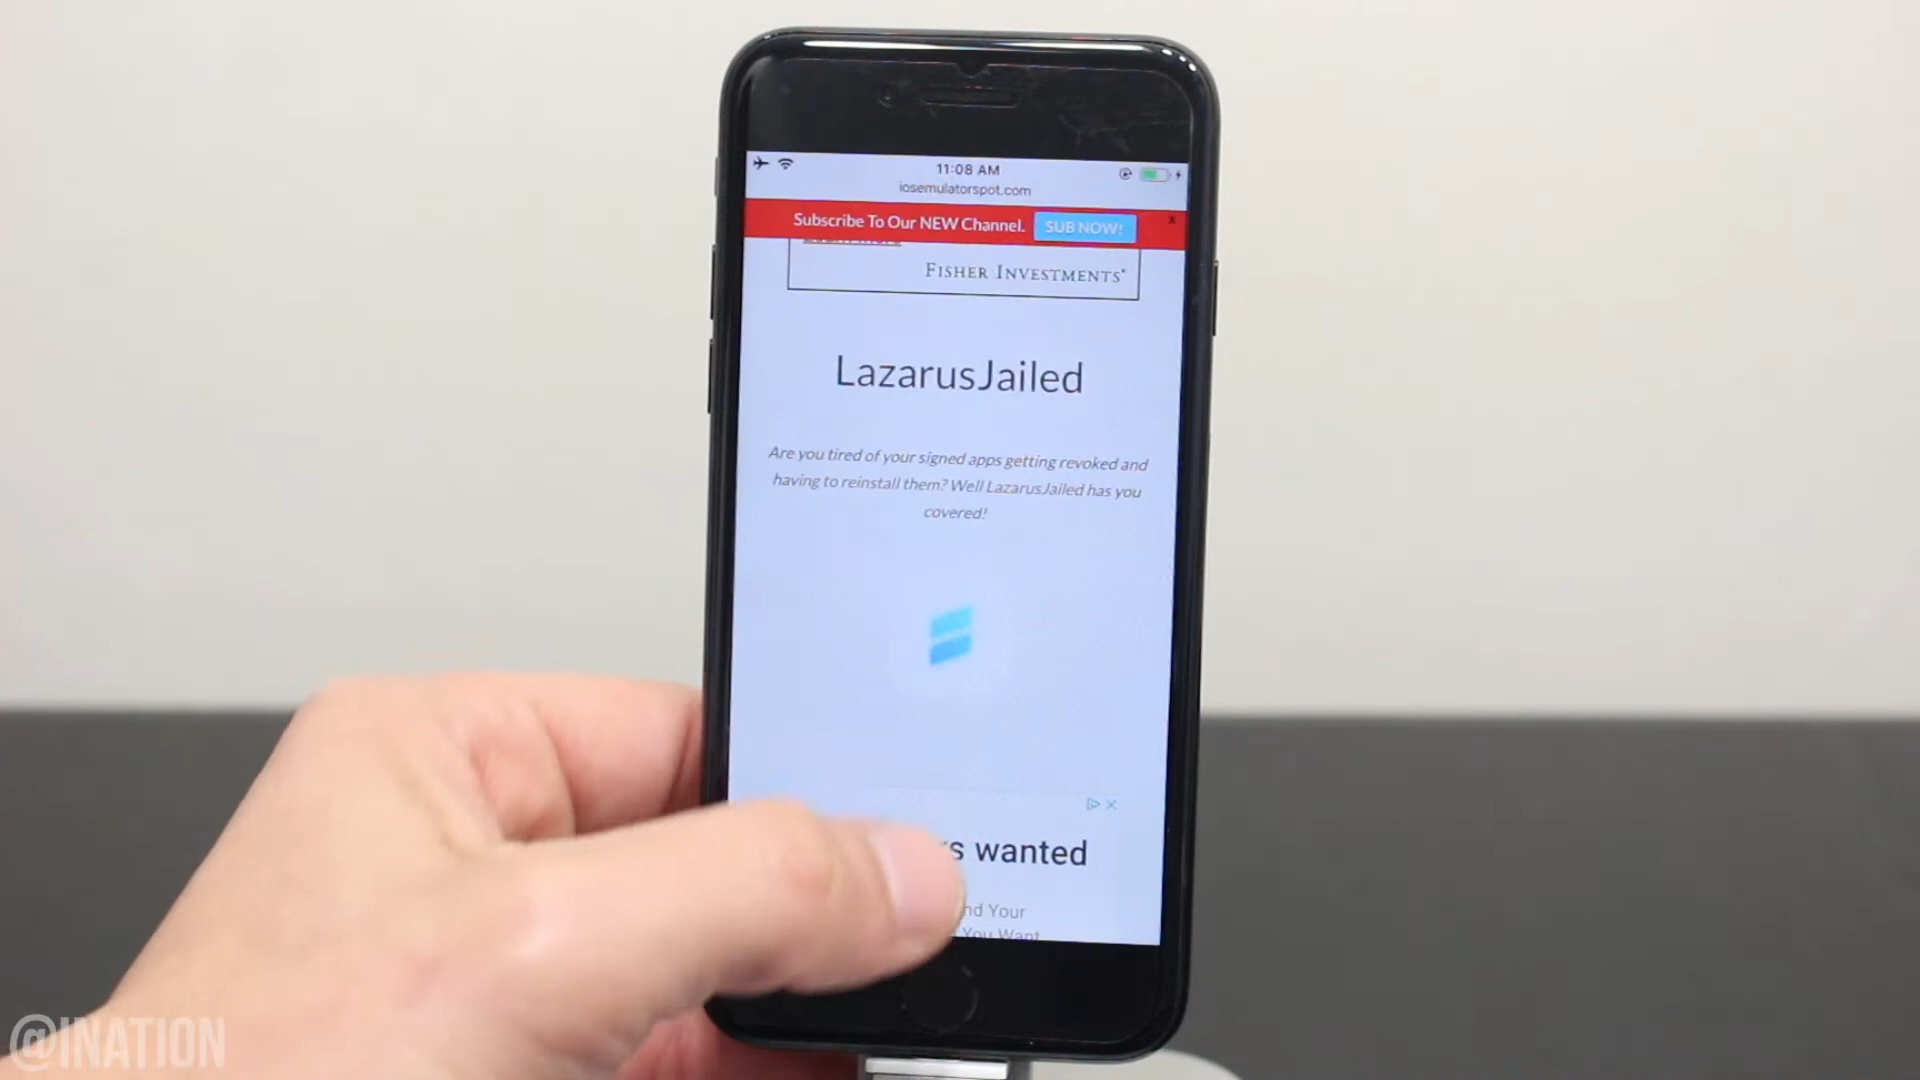 11:08 AM
iosemulatorspot.com
Subscribe To Our NEW Channel. SUB NOW! x
FISHER INVESTMENTS
LazarusJailed
Are you tired of your signed apps getting revoked and
having to reinstall them? Well LazarusJailed has you
covered!
wanted
Your
You Want
@INATION